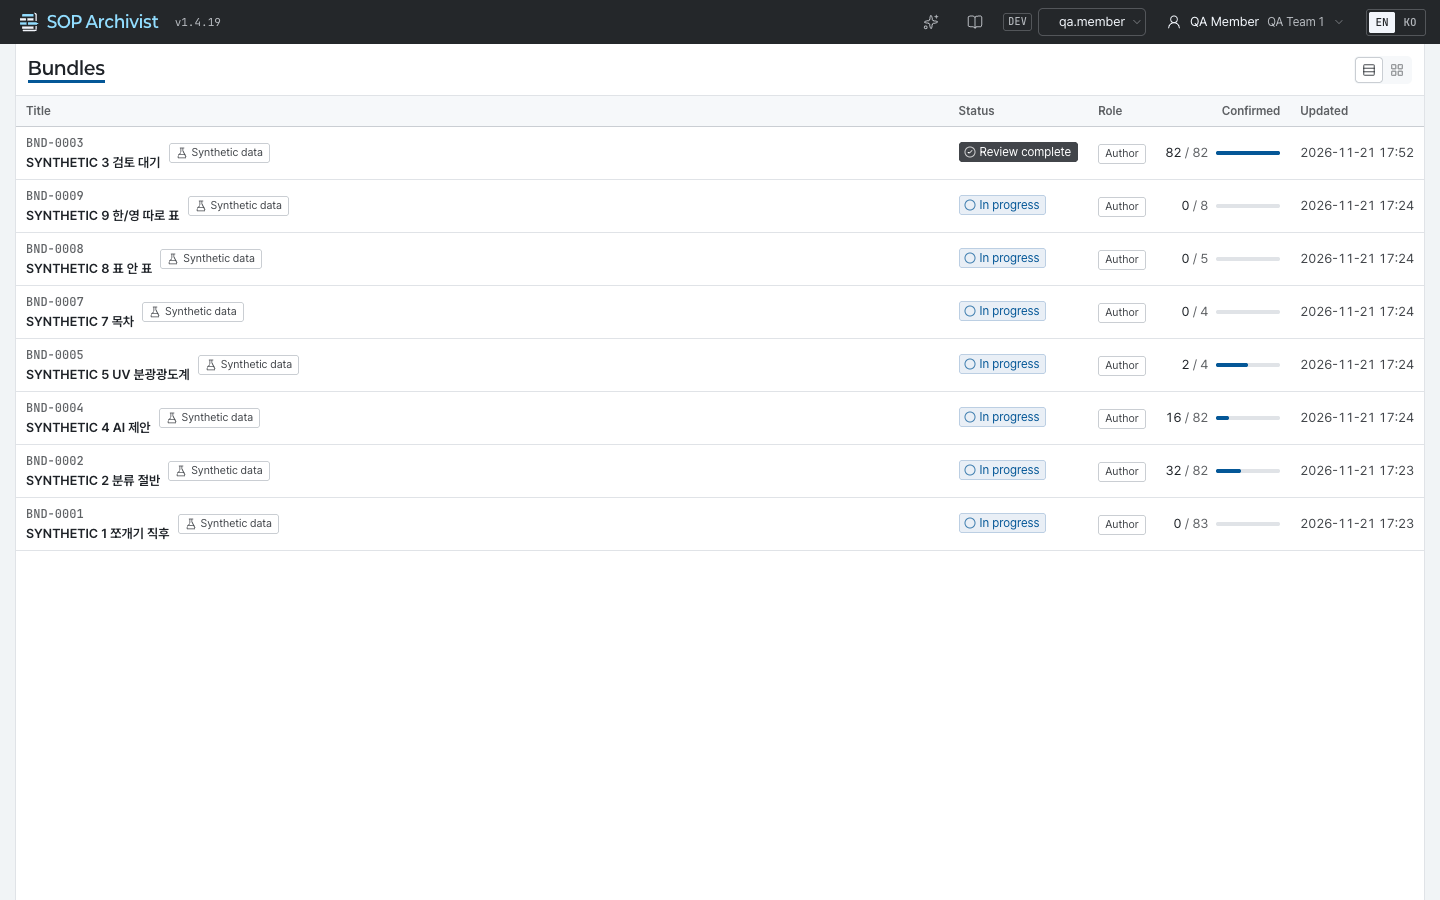 SOP Archivist v1.4.19 DEV qa.member QA Member QA Team 1 EN KO
Bundles
Title Status Role Confirmed Updated
BND-0003
SYNTHETIC 3 검토 대기 Synthetic data Review complete Author 82 / 82 2026-11-21 17:52
BND-0009
SYNTHETIC 9 한/영 따로 표 Synthetic data In progress Author 0 / 8 2026-11-21 17:24
BND-0008
SYNTHETIC 8 표 안 표 Synthetic data In progress Author 0 / 5 2026-11-21 17:24
BND-0007
SYNTHETIC 7 목차 Synthetic data In progress Author 0 / 4 2026-11-21 17:24
BND-0005
SYNTHETIC 5 UV 분광광도계 Synthetic data In progress Author 2 / 4 2026-11-21 17:24
BND-0004
SYNTHETIC 4 AI 제안 Synthetic data In progress Author 16 / 82 2026-11-21 17:24
BND-0002
SYNTHETIC 2 분류 절반 Synthetic data In progress Author 32 / 82 2026-11-21 17:23
BND-0001
SYNTHETIC 1 쪼개기 직후 Synthetic data In progress Author 0 / 83 2026-11-21 17:23